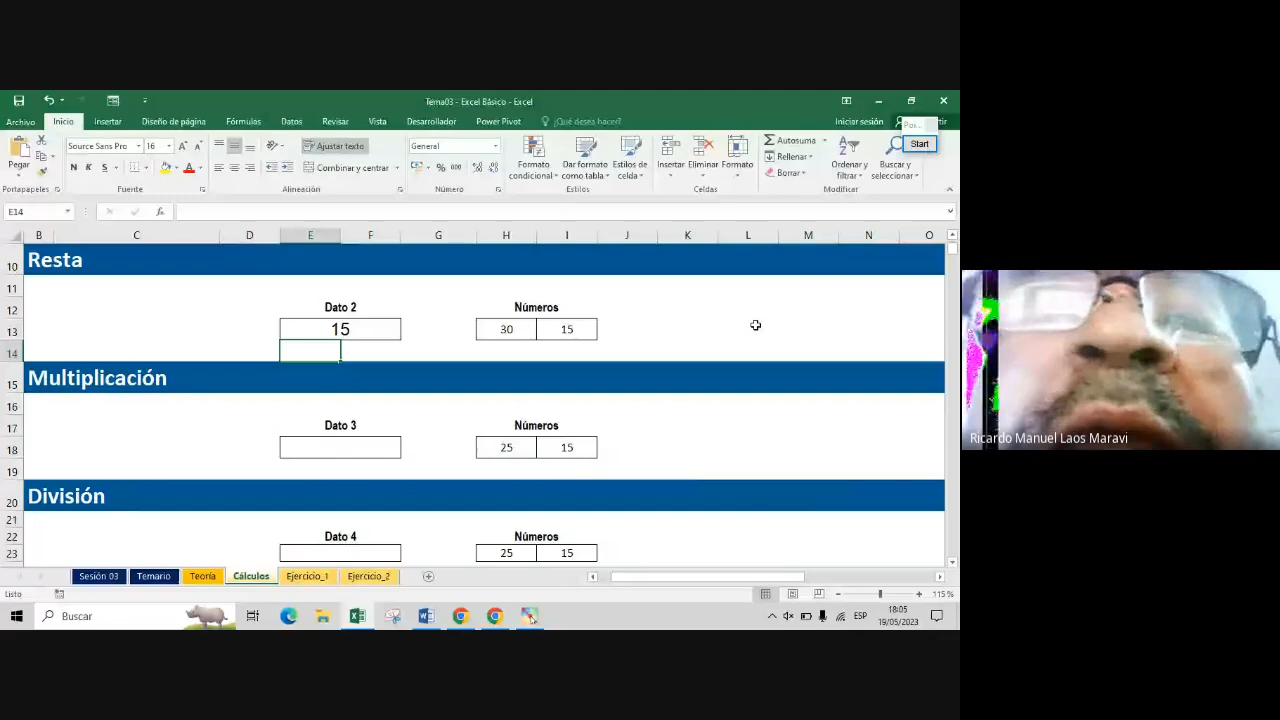 Tema03 - Excel Básico - Excel
Archivo Inicio Insertar Diseño de página Fórmulas Datos Revisar Vista Desarrollador Power Pivot ¿Qué desea hacer? Iniciar sesión
Start
Pegar
Source Sans Pro 16
N K S
Ajustar texto
Combinar y centrar
General
% 000
Formato condicional
Dar formato como tabla
Estilos de celda
Insertar Eliminar Formato
Autosuma
Rellenar
Borrar
Ordenar y filtrar
Buscar y seleccionar
Portapapeles Fuente Alineación Número Estilos Celdas Modificar
E14 fx
B C D E F G H I J K L M N O
10 Resta
11
12 Dato 2 Números
13 15 30 15
14
15 Multiplicación
16
17 Dato 3 Números
18 25 15
19
20 División
21
22 Dato 4 Números
23 25 15
Sesión 03 Temario Teoría Cálculos Ejercicio_1 Ejercicio_2
Listo 115 %
Buscar ESP 18:05
19/05/2023
Ricardo Manuel Laos Maravi